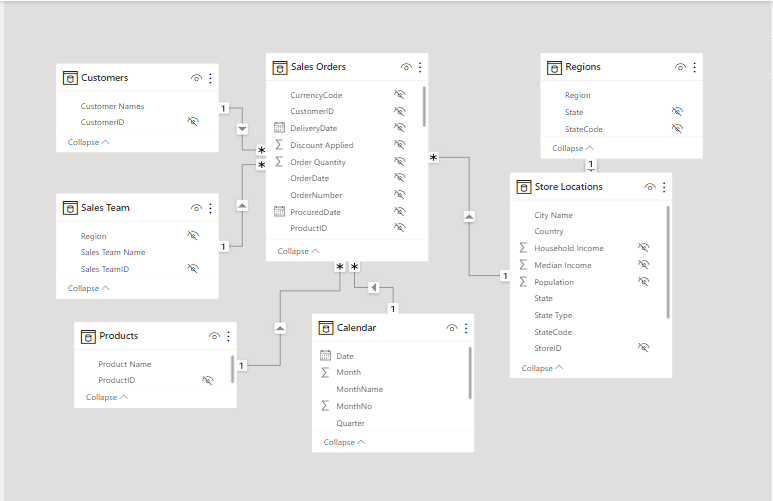 Customers
Customer Names
CustomerID
Collapse
Sales Orders
CurrencyCode
CustomerID
DeliveryDate
Σ Discount Applied
Σ Order Quantity
OrderDate
OrderNumber
ProcuredDate
ProductID
Collapse
Regions
Region
State
StateCode
Collapse
Sales Team
Region
Sales Team Name
Sales TeamID
Collapse
Store Locations
City Name
Country
Σ Household Income
Σ Median Income
Σ Population
State
State Type
StateCode
StoreID
Collapse
Products
Product Name
ProductID
Collapse
Calendar
Date
Σ Month
MonthName
Σ MonthNo
Quarter
Collapse
1
*
*
1
*
1
1
*
*
1
1